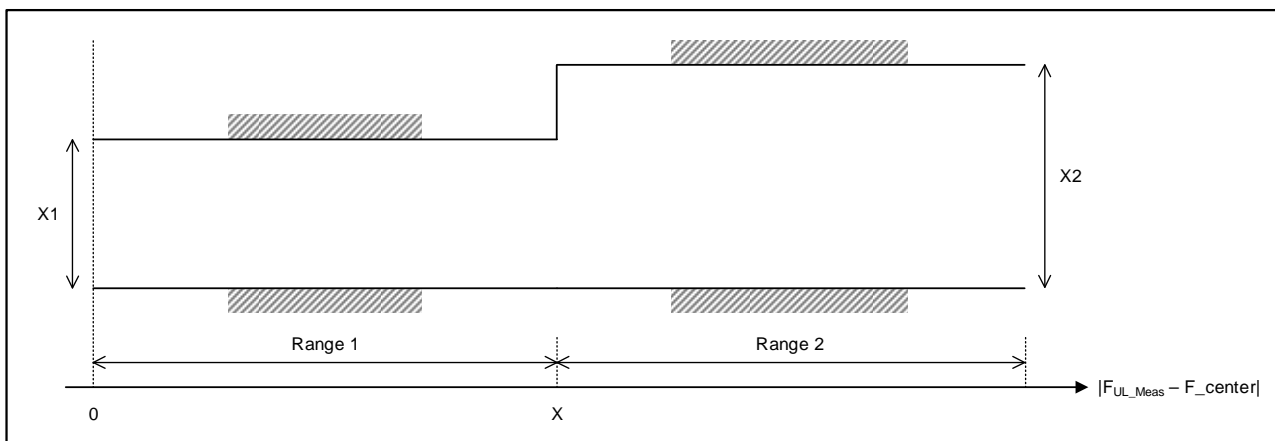 X2
X1
Range 1
Range 2
|F_UL_Meas – F_center|
0
X